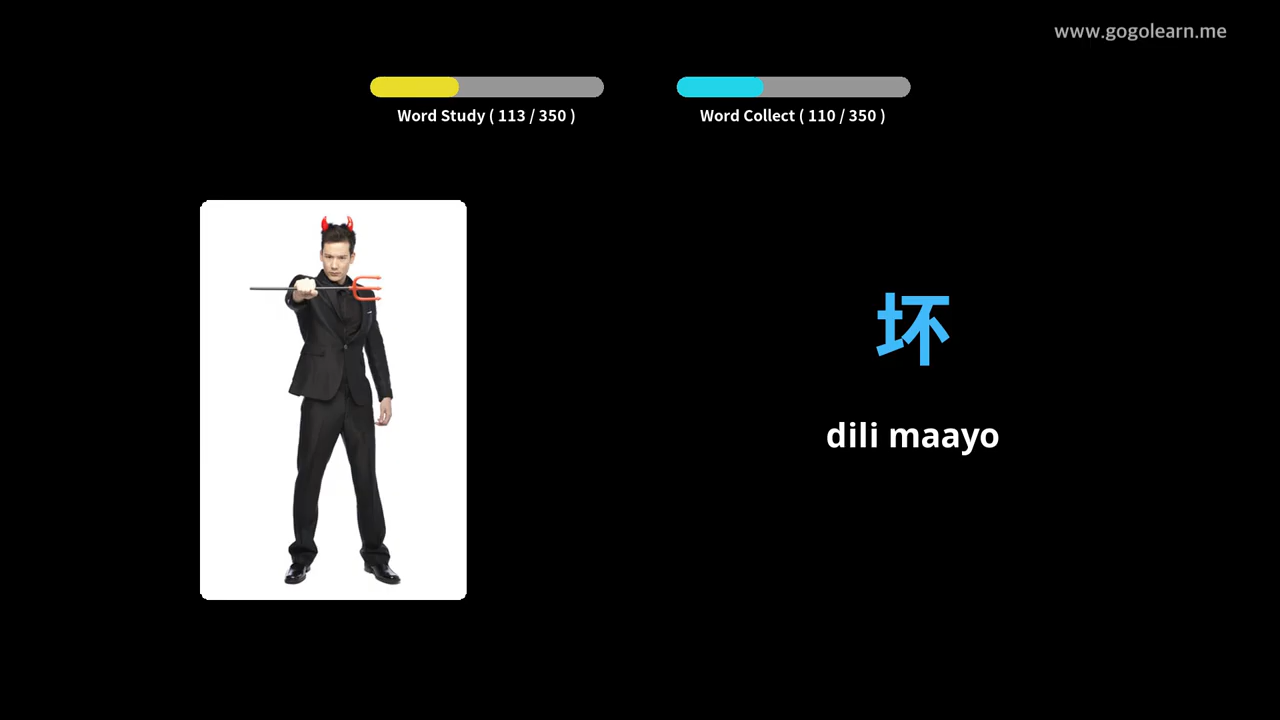 www.gogolearn.me
Word Study ( 113 / 350 )
Word Collect ( 110 / 350 )
坏
dili maayo